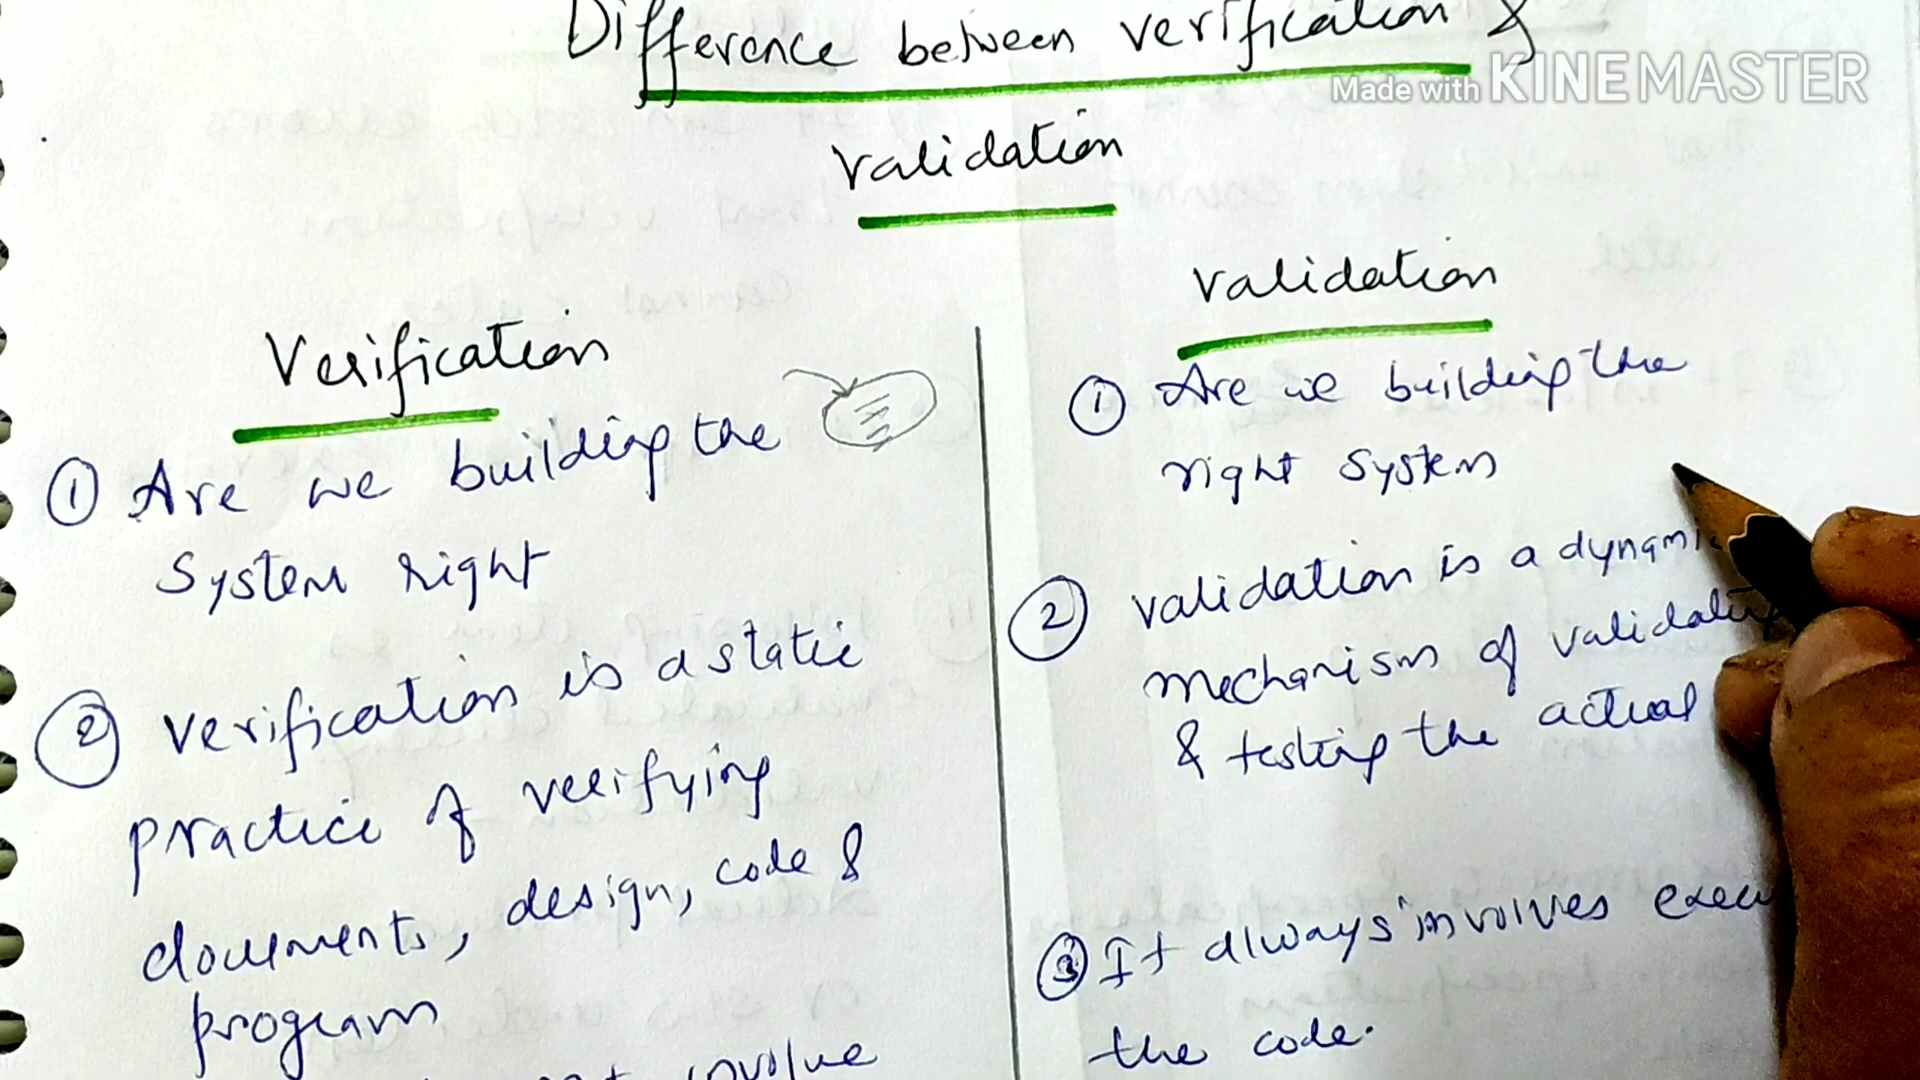 Difference between verification &
Made with KINEMASTER
Validation
Verification
① Are we building the
System right
② Verification is a static
practice of verifying
documents, design, code &
program
involve
Validation
① Are we building the
right system
② Validation is a dynamic
mechanism of validating
& testing the actual
③ It always involves execu
the code.